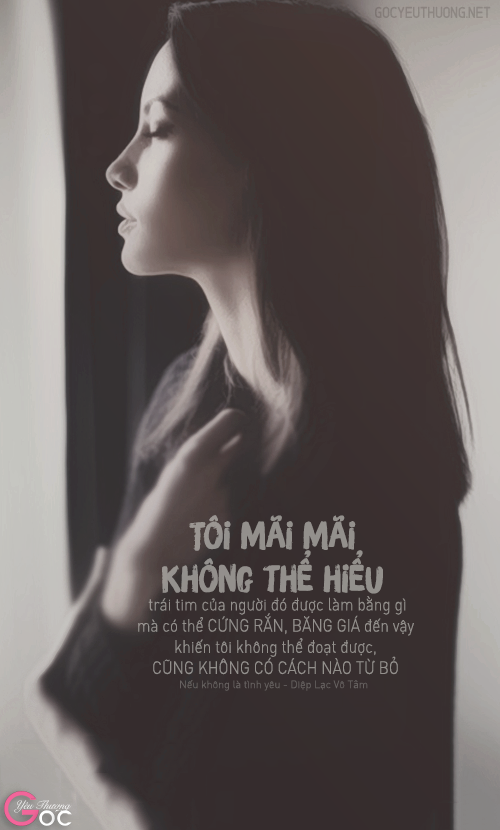 GOCYEUTHUONG.NET
TÔI MÃI MÃI
KHÔNG THỂ HIỂU
trái tim của người đó được làm bằng gì
mà có thể CỨNG RẮN, BĂNG GIÁ đến vậy
khiến tôi không thể đoạt được,
CŨNG KHÔNG CÓ CÁCH NÀO TỪ BỎ
Nếu không là tình yêu - Diệp Lạc Vô Tâm
Yêu Thương
GOC